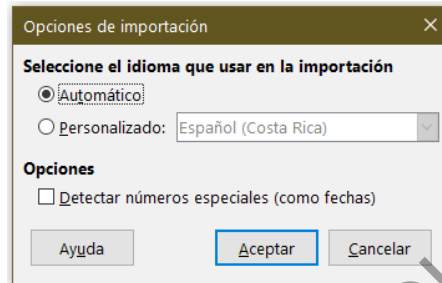 Opciones de importación
Seleccione el idioma que usar en la importación
Automático
Personalizado: Español (Costa Rica)
Opciones
Detectar números especiales (como fechas)
Ayuda Aceptar Cancelar